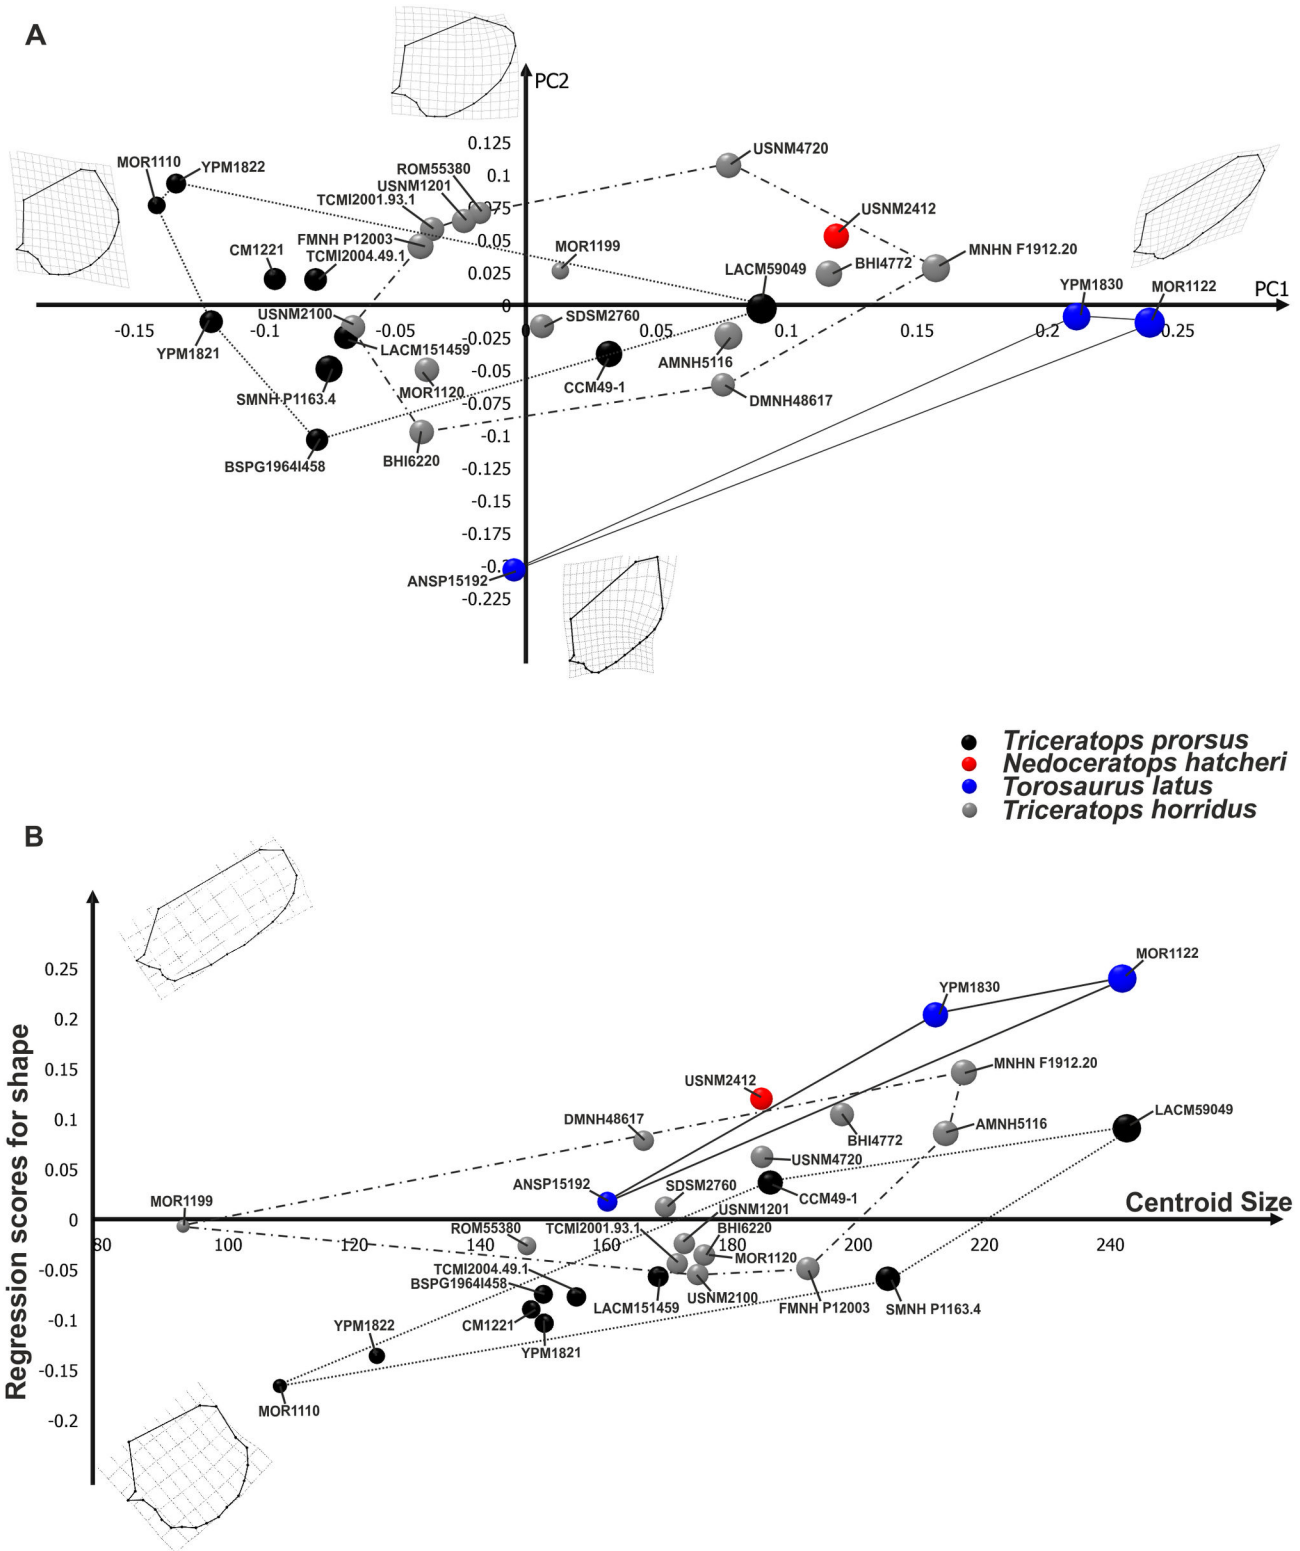 A
PC2
0.125
MOR1110
YPM1822
ROM55380
0.1
USNM4720
USNM1201
TCMI2001.93.1
0.075
USNM2412
FMNH P12003
0.05
CM1221
TCMI2004.49.1
MOR1199
MNHN F1912.20
0.025
LACM59049
BHI4772
YPM1830
MOR1122
PC1
0
-0.15
-0.1
-0.05
0
0.05
0.1
0.15
0.2
0.25
USNM2100
SDSM2760
-0.025
YPM1821
LACM151459
AMNH5116
-0.05
SMNH P1163.4
MOR1120
CCM49-1
-0.075
DMNH48617
-0.1
BSPG1964I458
BHI6220
-0.125
-0.15
-0.175
-0.2
ANSP15192
-0.225
Triceratops prorsus
Nedoceratops hatcheri
Torosaurus latus
Triceratops horridus
B
Regression scores for shape
0.25
MOR1122
YPM1830
0.2
0.15
MNHN F1912.20
USNM2412
0.1
DMNH48617
BHI4772
AMNH5116
LACM59049
0.05
USNM4720
ANSP15192
SDSM2760
CCM49-1
MOR1199
Centroid Size
0
USNM1201
ROM55380
TCMI2001.93.1
BHI6220
80
100
120
140
160
180
200
220
240
MOR1120
-0.05
TCMI2004.49.1
BSPG1964I458
LACM151459
USNM2100
FMNH P12003
SMNH P1163.4
-0.1
CM1221
YPM1822
YPM1821
-0.15
MOR1110
-0.2